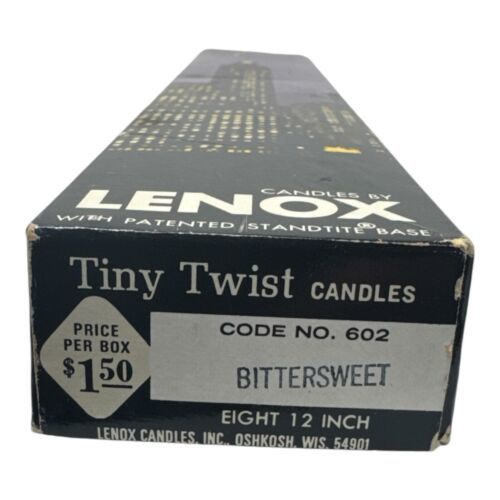 CANDLES BY
LENOX
WITH PATENTED STANDTITE® BASE
Tiny Twist CANDLES
PRICE
PER BOX
$1.50
CODE NO. 602
BITTERSWEET
EIGHT 12 INCH
LENOX CANDLES, INC., OSHKOSH, WIS. 54901